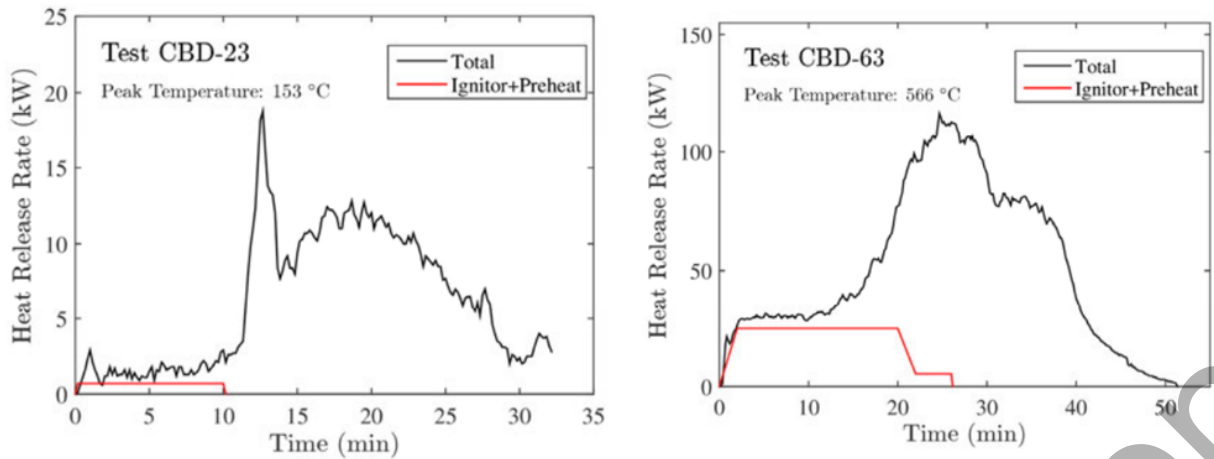 Test CBD-23
Peak Temperature: 153 °C
Total
Ignitor+Preheat
Heat Release Rate (kW)
25
20
15
10
5
0
0 5 10 15 20 25 30 35
Time (min)
Test CBD-63
Peak Temperature: 566 °C
Total
Ignitor+Preheat
Heat Release Rate (kW)
150
100
50
0
0 10 20 30 40 50
Time (min)